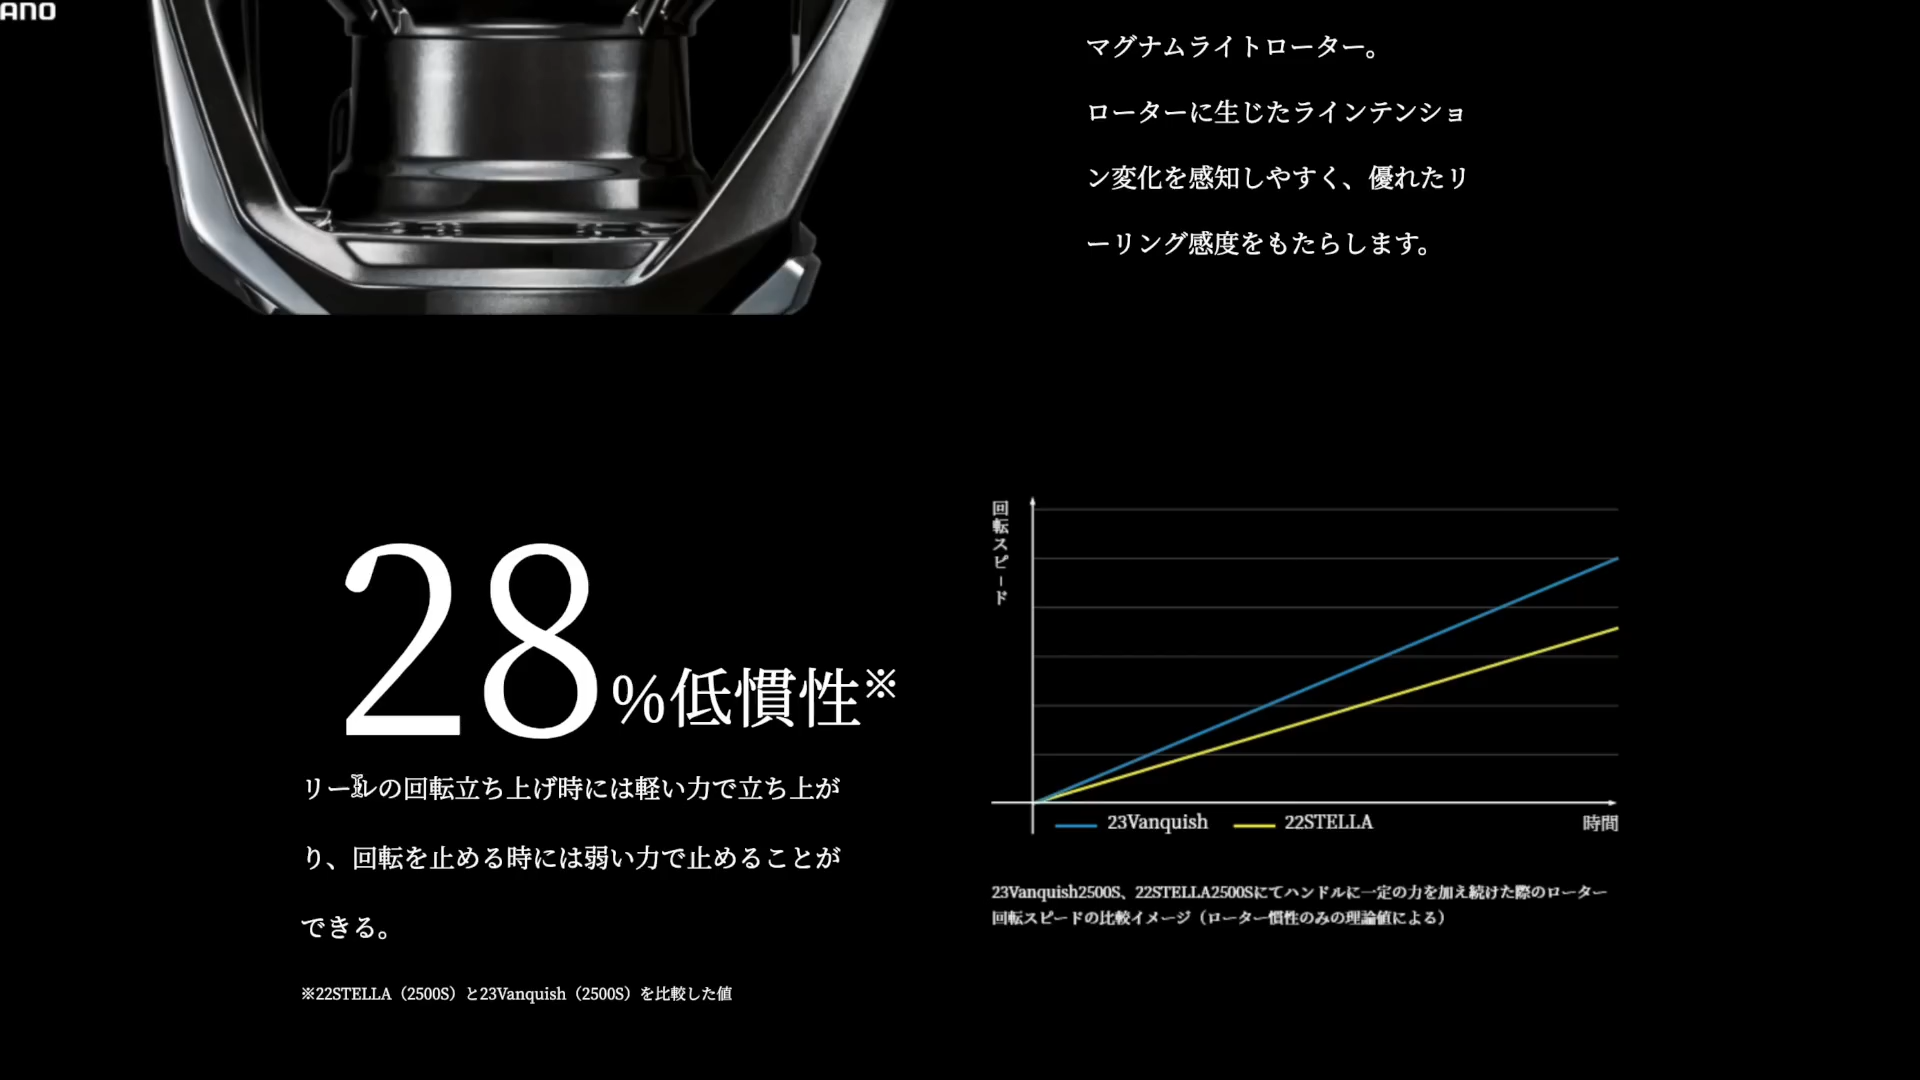 ANO
マグナムライトローター。
ローターに生じたラインテンショ
ン変化を感知しやすく、優れたリ
ーリング感度をもたらします。
28%低慣性※
リールの回転立ち上げ時には軽い力で立ち上が
り、回転を止める時には弱い力で止めることが
できる。
※22STELLA（2500S）と23Vanquish（2500S）を比較した値
回転スピード
23Vanquish 22STELLA 時間
23Vanquish2500S、22STELLA2500Sにてハンドルに一定の力を加え続けた際のローター
回転スピードの比較イメージ（ローター慣性のみの理論値による）